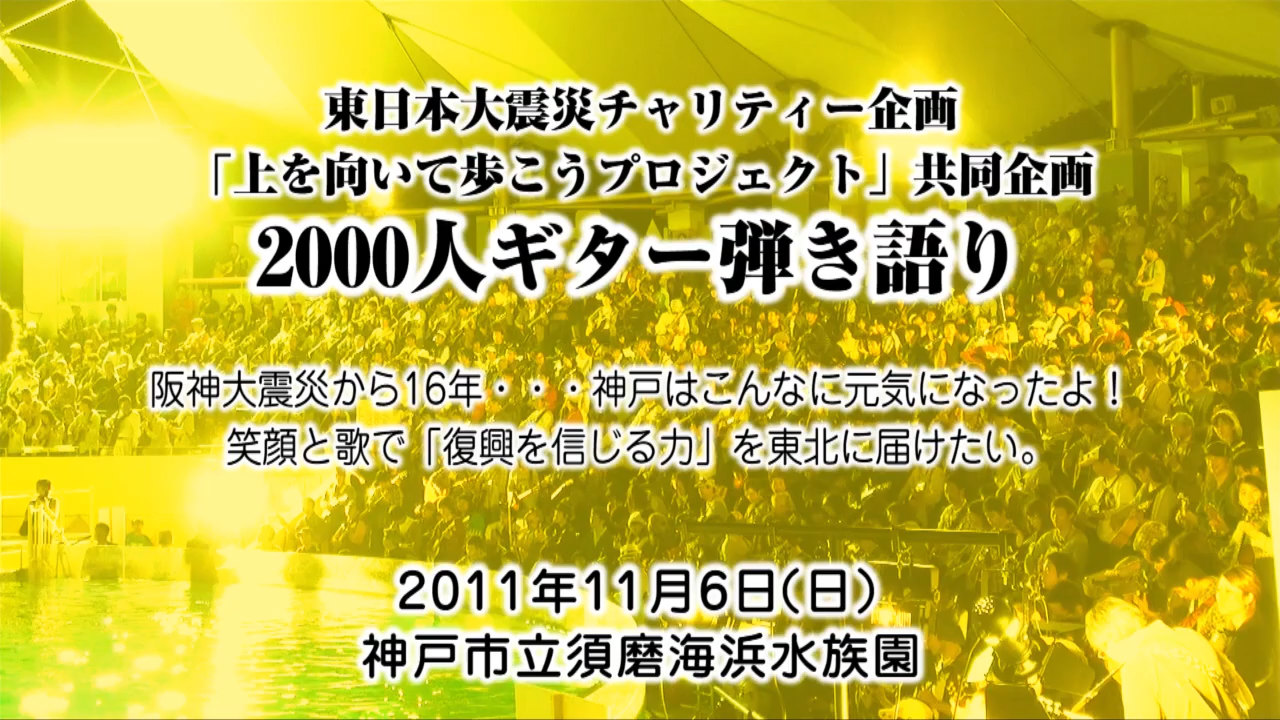 東日本大震災チャリティー企画
「上を向いて歩こうプロジェクト」共同企画
2000人ギター弾き語り
阪神大震災から16年・・・神戸はこんなに元気になったよ！
笑顔と歌で「復興を信じる力」を東北に届けたい。
2011年11月6日(日)
神戸市立須磨海浜水族園